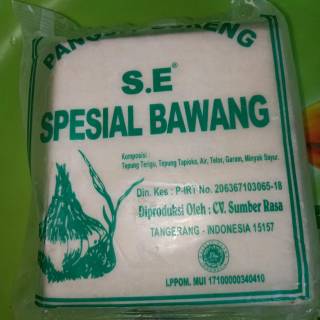 S.E®
SPESIAL BAWANG
Komposisi :
Tepung Terigu, Tepung Tapioka, Air, Telor, Garam, Minyak Sayur.
Din. Kes : P-IRT No. 206367103065-18
Diproduksi Oleh : CV. Sumber Rasa
TANGERANG - INDONESIA 15157
LPPOM. MUI 17100000340410